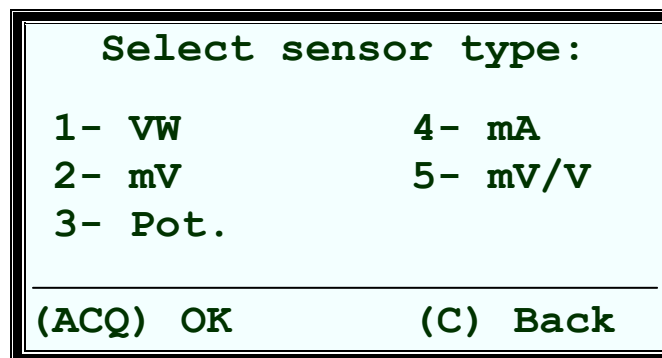 Select sensor type:
1- VW 4- mA
2- mV 5- mV/V
3- Pot.
(ACQ) OK (C) Back